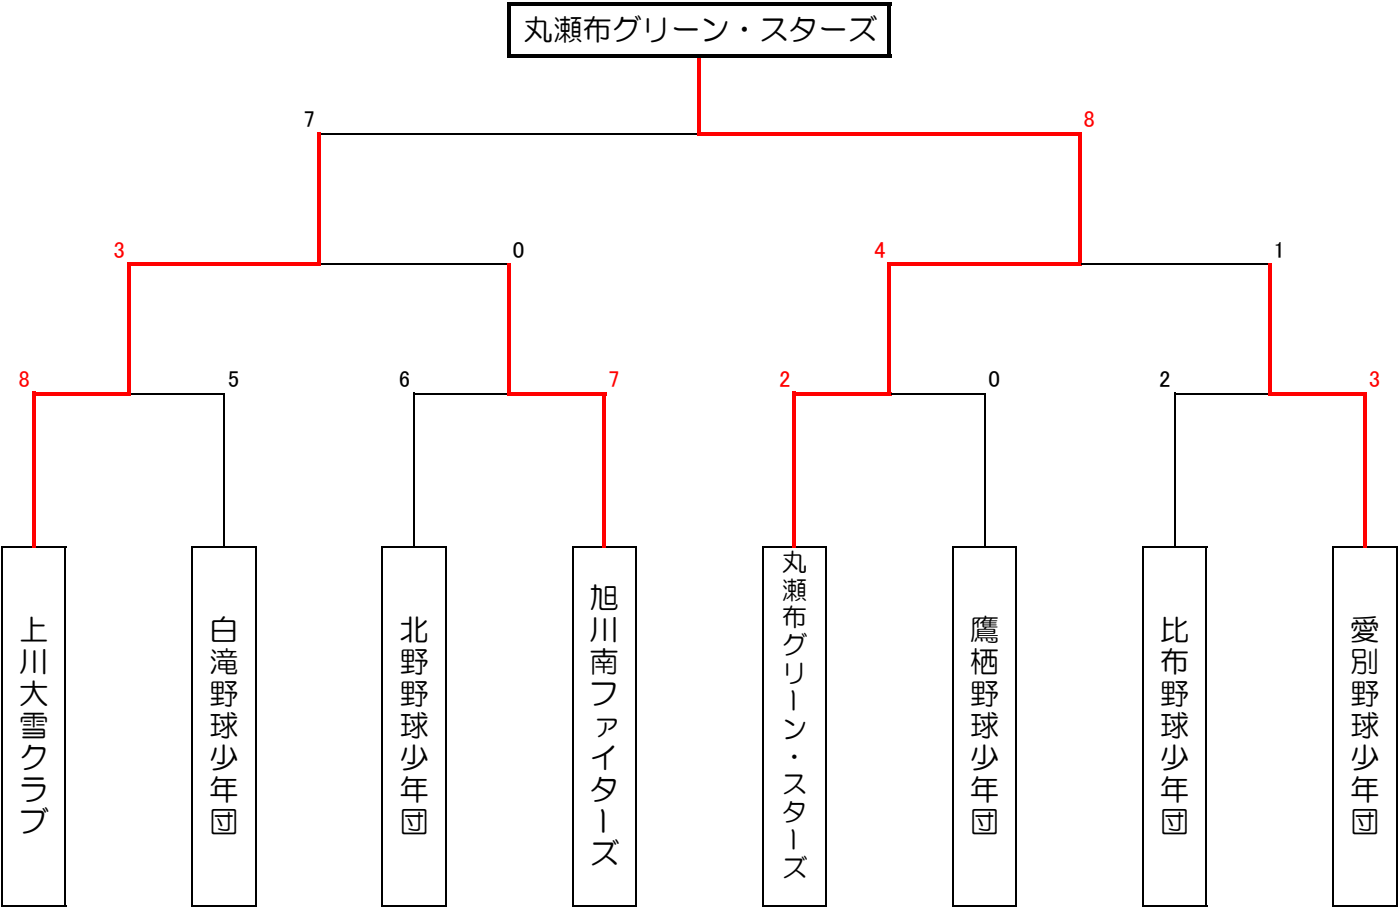 丸瀬布グリーン・スターズ
7
8
3
0
4
1
8
5
6
7
2
0
2
3
上川大雪クラブ
白滝野球少年団
北野野球少年団
旭川南ファイターズ
丸瀬布グリーン・スターズ
鷹栖野球少年団
比布野球少年団
愛別野球少年団